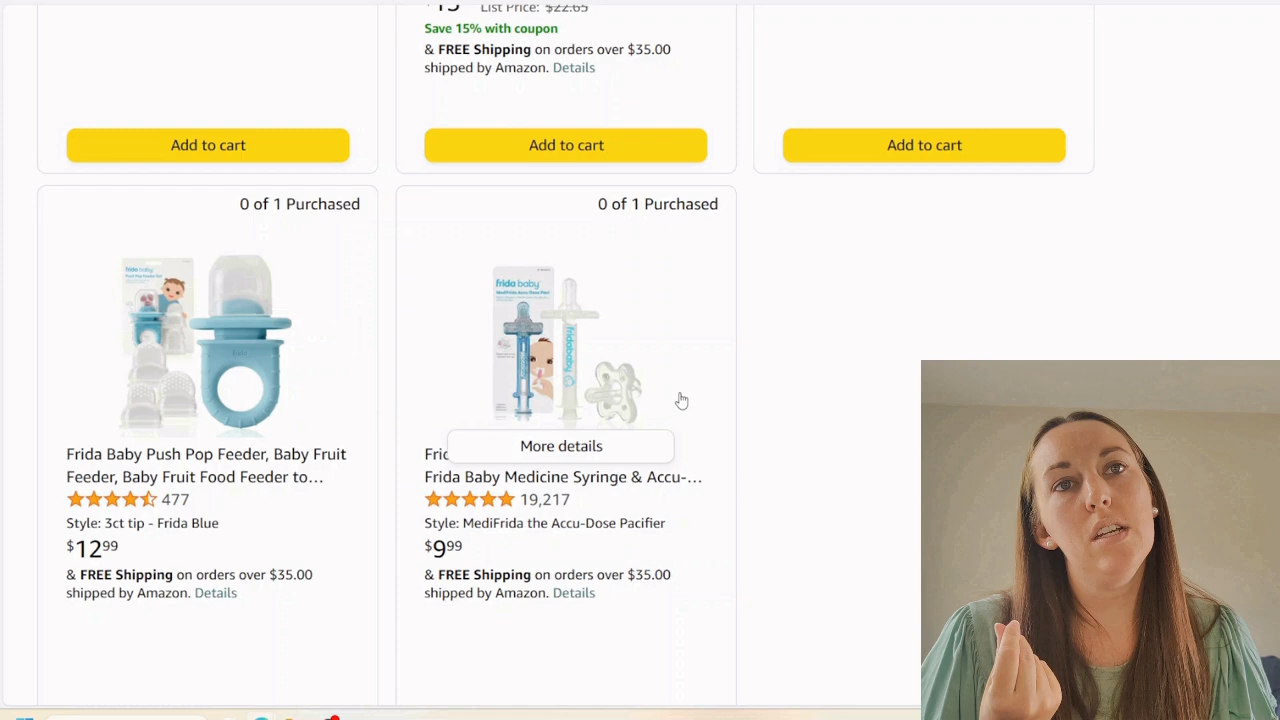 List Price: $22.65
Save 15% with coupon
& FREE Shipping on orders over $35.00
shipped by Amazon. Details
Add to cart
Add to cart
Add to cart
0 of 1 Purchased
frida baby
Frida Baby Push Pop Feeder, Baby Fruit
Feeder, Baby Fruit Food Feeder to...
477
Style: 3ct tip - Frida Blue
$12.99
& FREE Shipping on orders over $35.00
shipped by Amazon. Details
0 of 1 Purchased
frida baby
fridababy
More details
Frida Baby Medicine Syringe & Accu-...
19,217
Style: MediFrida the Accu-Dose Pacifier
$9.99
& FREE Shipping on orders over $35.00
shipped by Amazon. Details